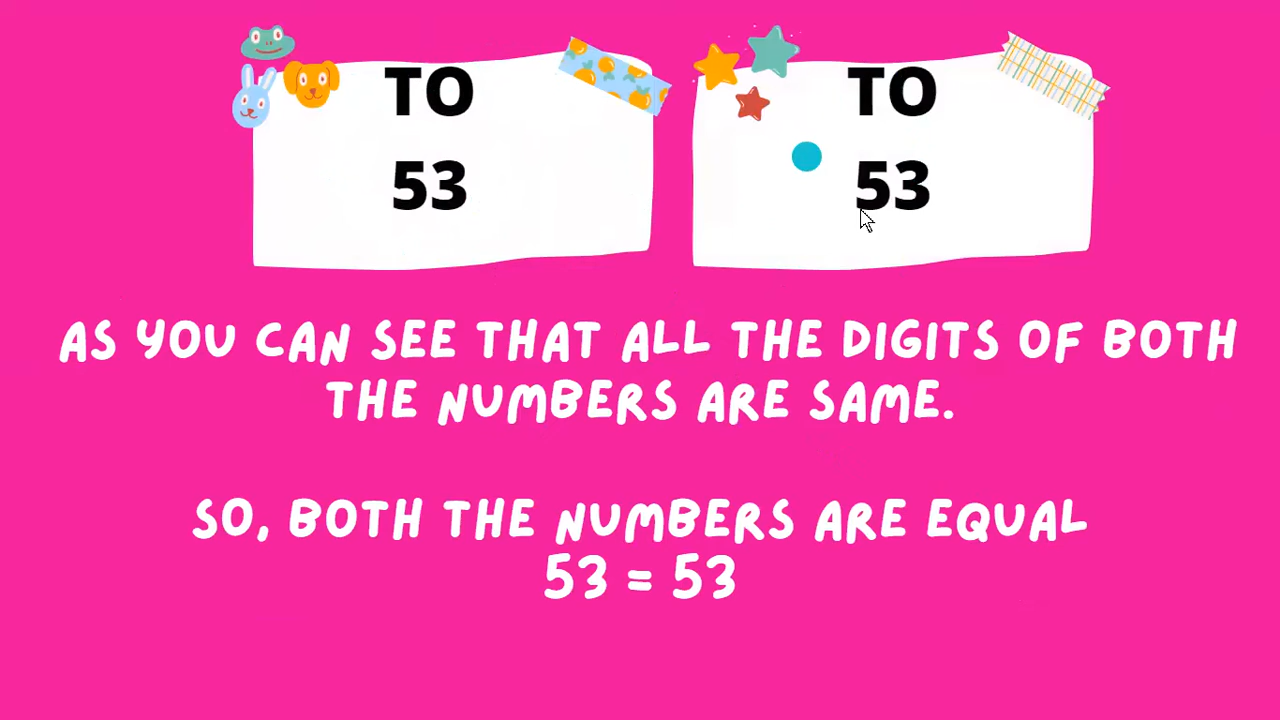 TO
53
TO
53
AS YOU CAN SEE THAT ALL THE DIGITS OF BOTH
THE NUMBERS ARE SAME.
SO, BOTH THE NUMBERS ARE EQUAL
53 = 53